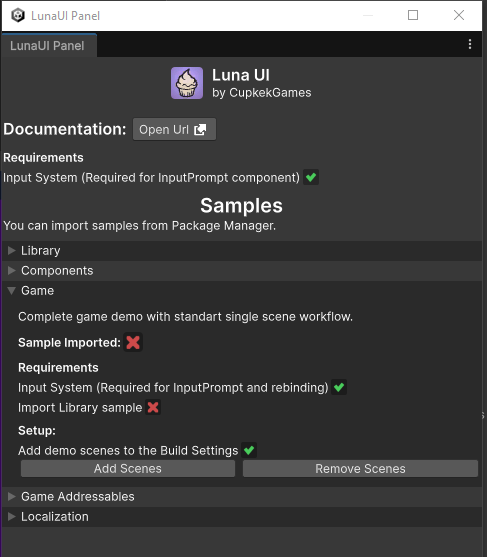 LunaUI Panel
LunaUI Panel
Luna UI
by CupkekGames
Documentation: Open Url
Requirements
Input System (Required for InputPrompt component)
Samples
You can import samples from Package Manager.
Library
Components
Game
Complete game demo with standart single scene workflow.
Sample Imported:
Requirements
Input System (Required for InputPrompt and rebinding)
Import Library sample
Setup:
Add demo scenes to the Build Settings
Add Scenes Remove Scenes
Game Addressables
Localization